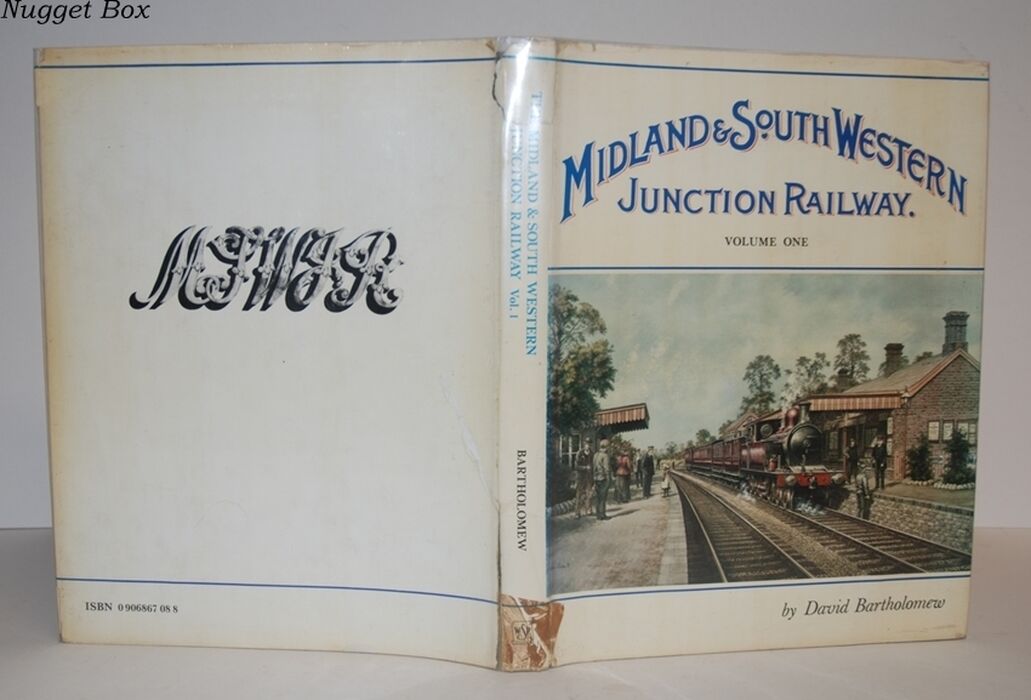 Nugget Box
MSWJR
ISBN 0 906867 08 8
THE MIDLAND & SOUTH WESTERN
JUNCTION RAILWAY Vol. I
BARTHOLOMEW
MIDLAND & SOUTH WESTERN
JUNCTION RAILWAY.
VOLUME ONE
by David Bartholomew